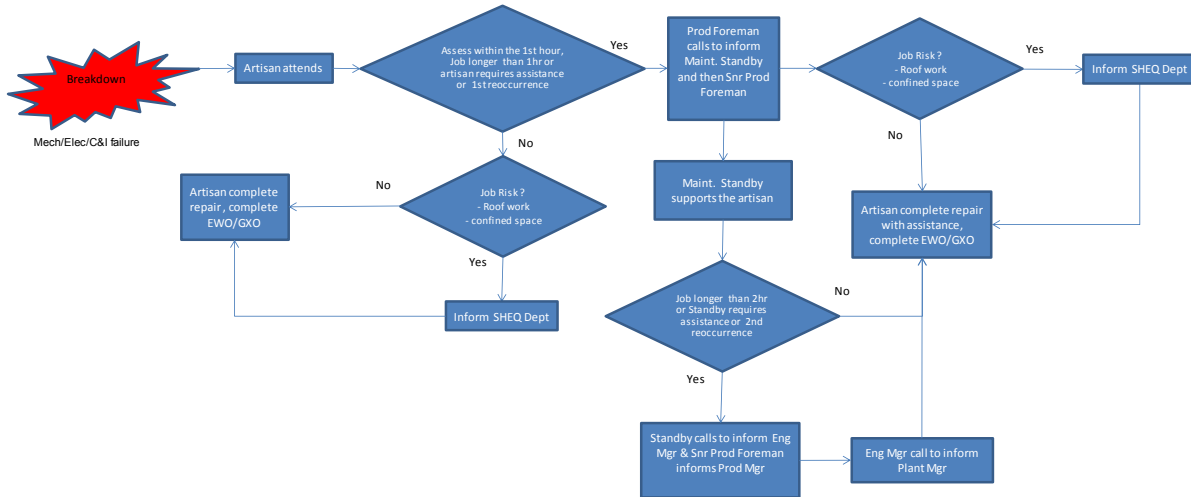 Breakdown
Mech/Elec/C&I failure
Artisan attends
Assess within the 1st hour,
Job longer than 1hr or
artisan requires assistance
or 1st reoccurrence
Yes
No
Prod Foreman
calls to inform
Maint. Standby
and then Snr Prod
Foreman
Job Risk ?
- Roof work
- confined space
Yes
No
Inform SHEQ Dept
Job Risk ?
- Roof work
- confined space
No
Yes
Artisan complete
repair , complete
EWO/GXO
Inform SHEQ Dept
Maint. Standby
supports the artisan
Artisan complete repair
with assistance,
complete EWO/GXO
Job longer than 2hr
or Standby requires
assistance or 2nd
reoccurrence
No
Yes
Standby calls to inform Eng
Mgr & Snr Prod Foreman
informs Prod Mgr
Eng Mgr call to inform
Plant Mgr